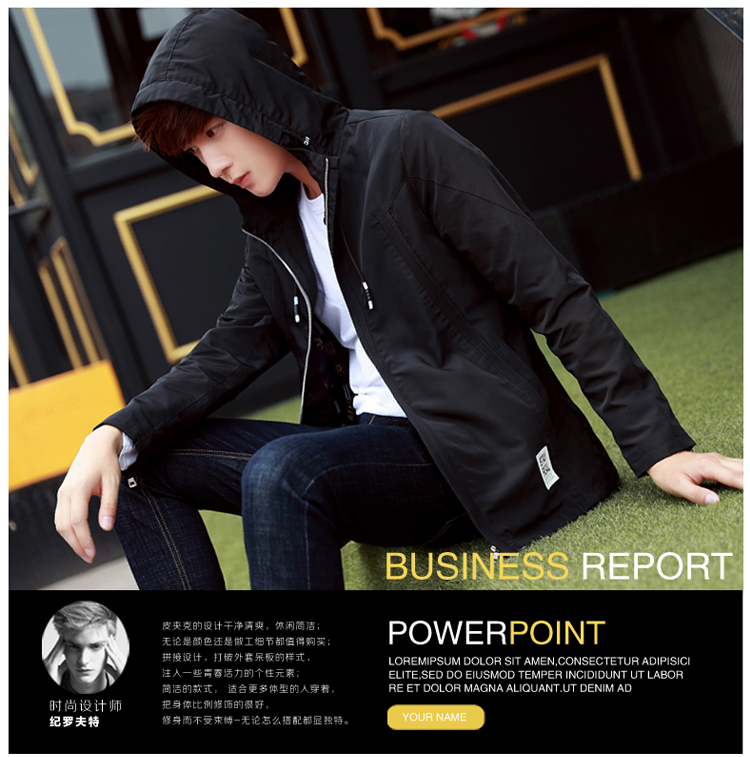 BUSINESS REPORT
皮夹克的设计干净清爽，休闲简洁；
无论是颜色还是做工细节都值得购买；
拼接设计，打破外套呆板的样式，
注入一些青春活力的个性元素；
简洁的款式， 适合更多体型的人穿着，
把身体比例修饰的很好，
修身而不受束缚—无论怎么搭配都显独特。
时尚设计师
纪罗夫特
POWERPOINT
LOREMIPSUM DOLOR SIT AMEN,CONSECTETUR ADIPISICI
ELITE,SED DO EIUSMOD TEMPER INCIDIDUNT UT LABOR
RE ET DOLOR MAGNA ALIQUANT.UT DENIM AD
YOUR NAME